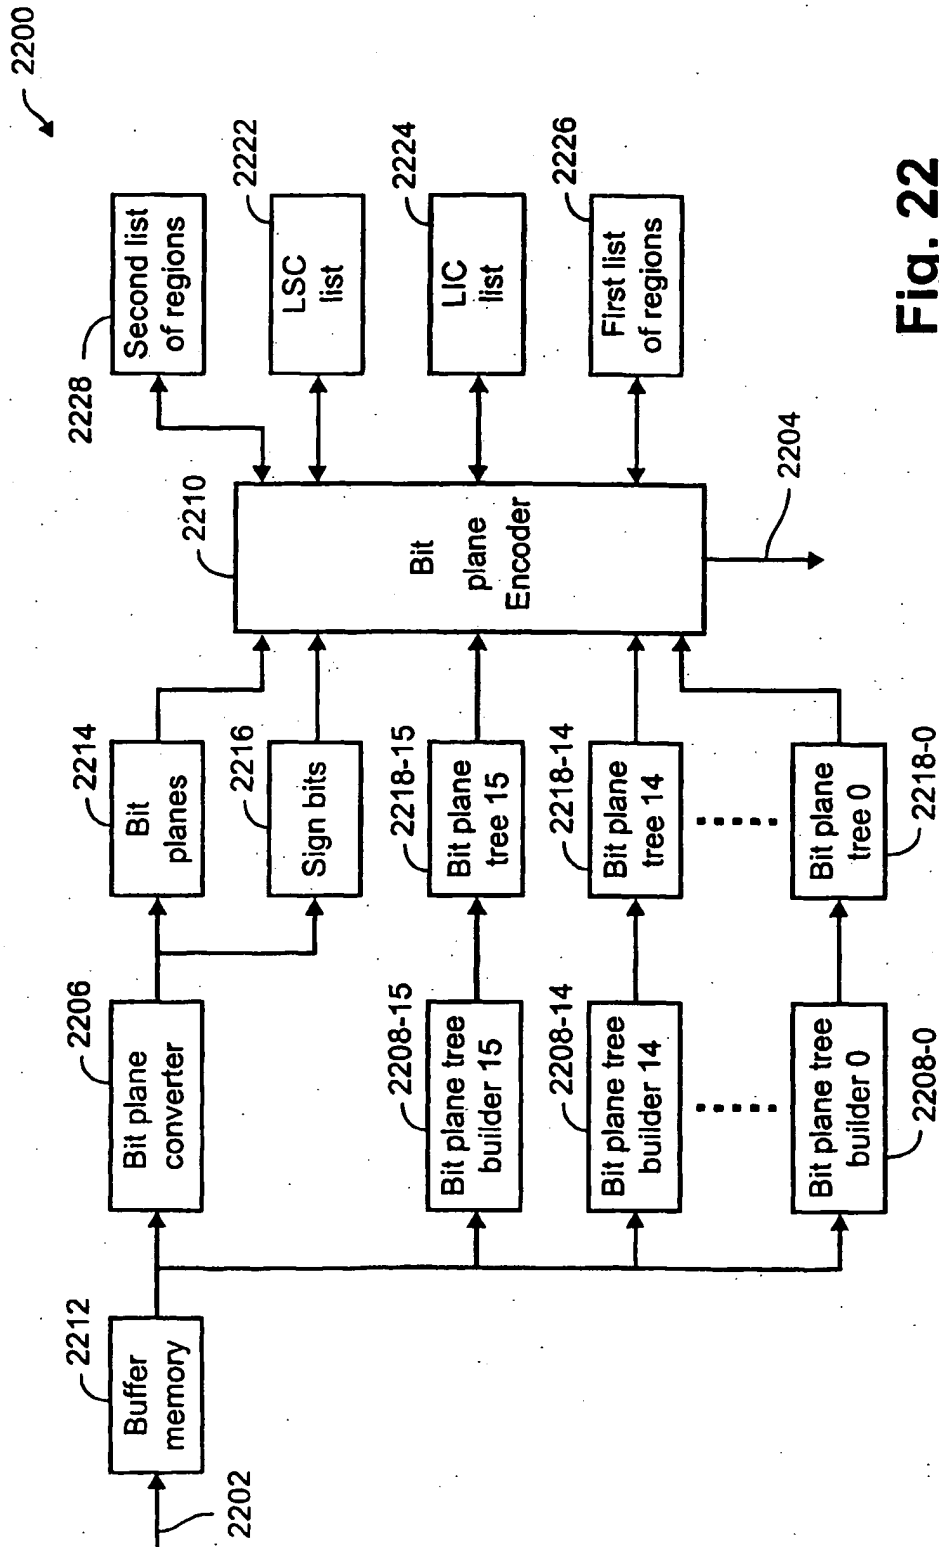 2200
2202
2212
Buffer
memory
2206
Bit plane
converter
2214
Bit
planes
2216
Sign bits
2208-15
Bit plane tree
builder 15
2218-15
Bit plane
tree 15
2208-14
Bit plane tree
builder 14
2218-14
Bit plane
tree 14
Bit plane tree
builder 0
2208-0
Bit plane
tree 0
2218-0
2210
Bit
plane
Encoder
2204
2228
Second list
of regions
2222
LSC
list
2224
LIC
list
2226
First list
of regions
Fig. 22